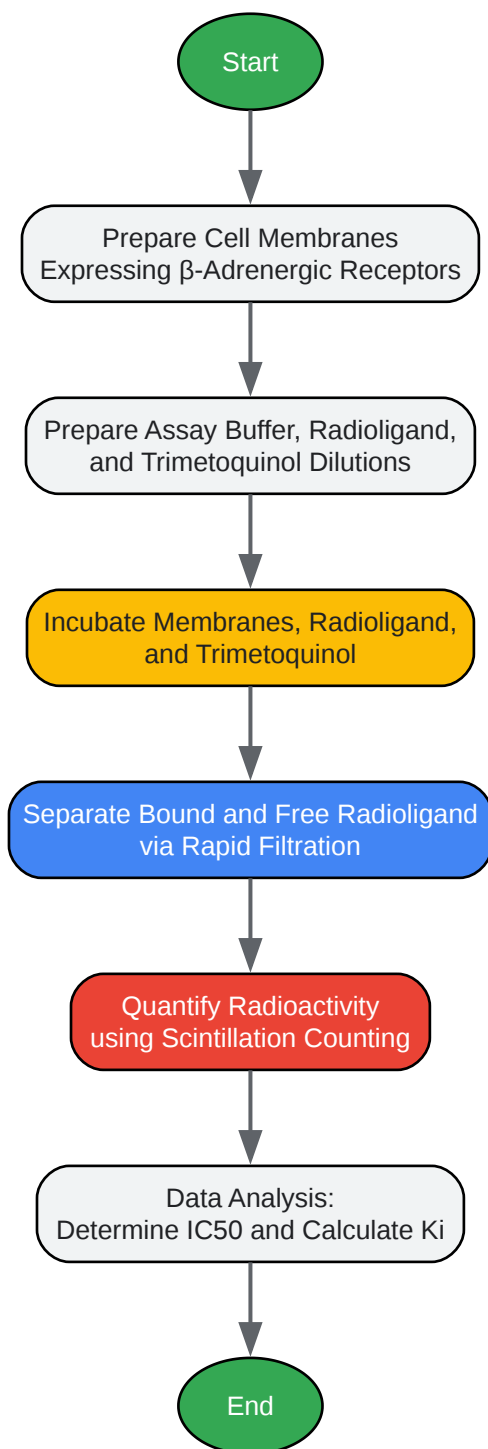 Start
Prepare Cell Membranes
Expressing β-Adrenergic Receptors
Prepare Assay Buffer, Radioligand,
and Trimetoquinol Dilutions
Incubate Membranes, Radioligand,
and Trimetoquinol
Separate Bound and Free Radioligand
via Rapid Filtration
Quantify Radioactivity
using Scintillation Counting
Data Analysis:
Determine IC50 and Calculate Ki
End